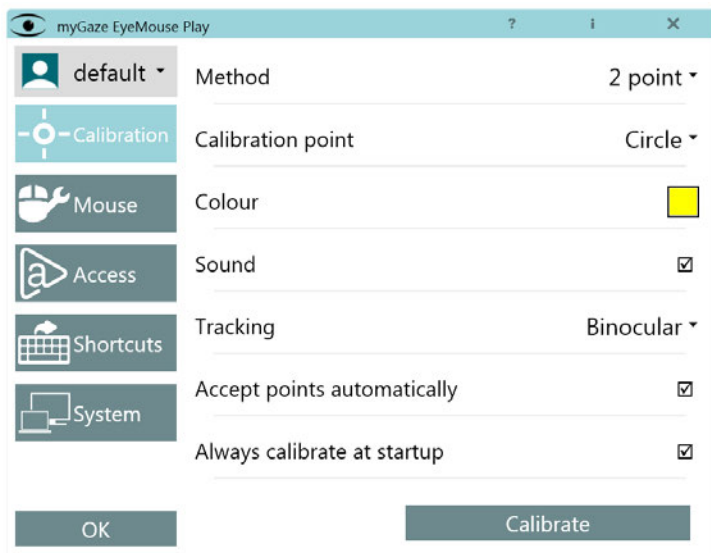 myGaze EyeMouse Play ? i ×
default
Calibration
Mouse
a Access
Shortcuts
System
OK
Method 2 point
Calibration point Circle
Colour
Sound
Tracking Binocular
Accept points automatically
Always calibrate at startup
Calibrate